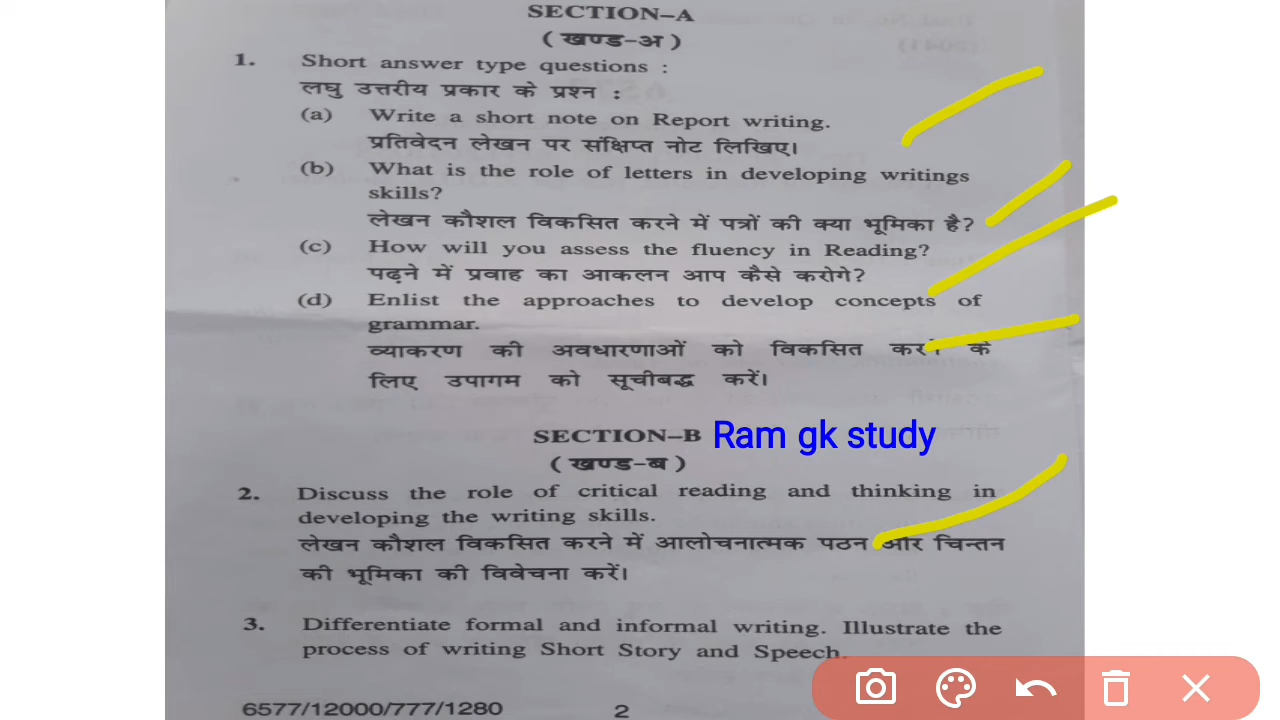 SECTION–A
(खण्ड-अ)
1. Short answer type questions :
लघु उत्तरीय प्रकार के प्रश्न :
(a) Write a short note on Report writing.
प्रतिवेदन लेखन पर संक्षिप्त नोट लिखिए।
(b) What is the role of letters in developing writings
skills?
लेखन कौशल विकसित करने में पत्रों की क्या भूमिका है?
(c) How will you assess the fluency in Reading?
पढ़ने में प्रवाह का आकलन आप कैसे करोगे?
(d) Enlist the approaches to develop concepts of
grammar.
व्याकरण की अवधारणाओं को विकसित करने के
लिए उपागम को सूचीबद्ध करें।
SECTION–B Ram gk study
(खण्ड-ब)
2. Discuss the role of critical reading and thinking in
developing the writing skills.
लेखन कौशल विकसित करने में आलोचनात्मक पठन और चिन्तन
की भूमिका की विवेचना करें।
3. Differentiate formal and informal writing. Illustrate the
process of writing Short Story and Speech.
6577/12000/777/1280 2